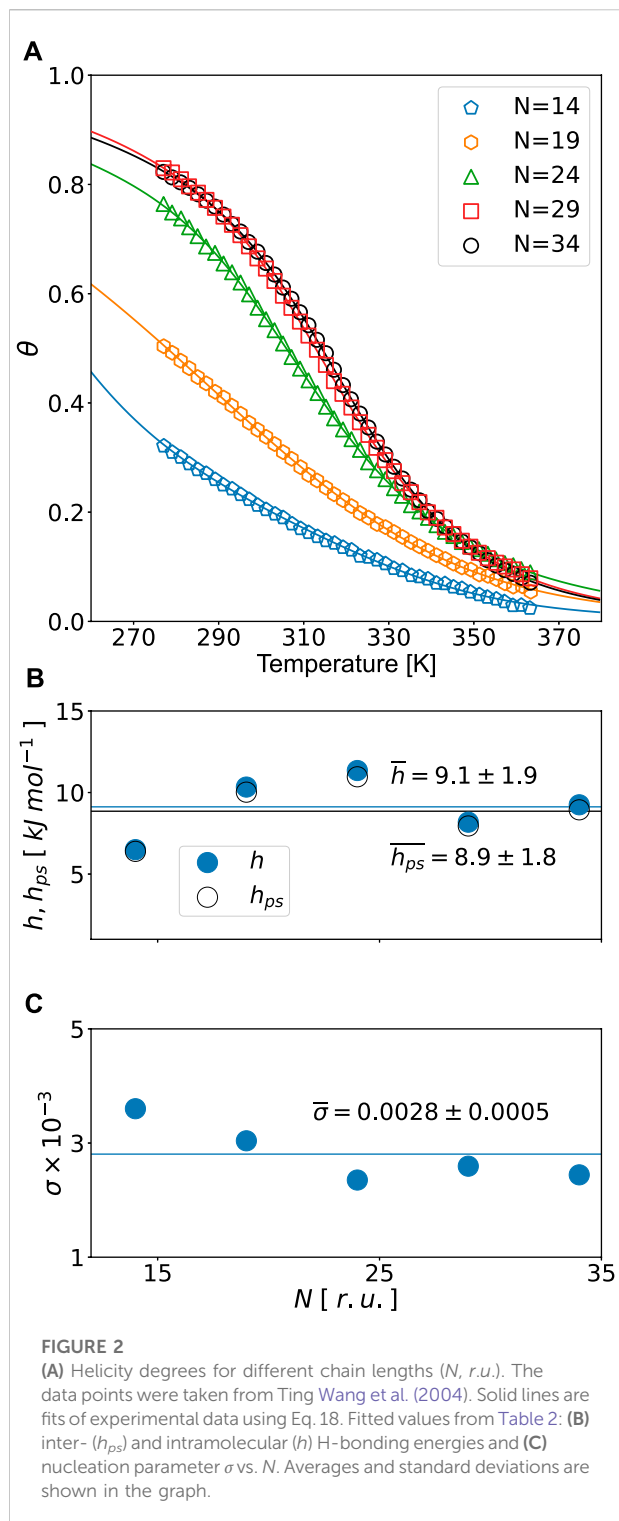 A
1.0
0.8
0.6
0.4
0.2
0.0
θ
N=14
N=19
N=24
N=29
N=34
270 290 310 330 350 370
Temperature [K]
B
15
10
5
h, h_ps [ kJ mol⁻¹ ]
h̅ = 9.1 ± 1.9
h̅_ps = 8.9 ± 1.8
h
h_ps
C
5
3
1
σ × 10⁻³
σ̅ = 0.0028 ± 0.0005
15 25 35
N [ r. u. ]
FIGURE 2
(A) Helicity degrees for different chain lengths (N, r.u.). The
data points were taken from Ting Wang et al. (2004). Solid lines are
fits of experimental data using Eq. 18. Fitted values from Table 2: (B)
inter- (h_ps) and intramolecular (h) H-bonding energies and (C)
nucleation parameter σ vs. N. Averages and standard deviations are
shown in the graph.